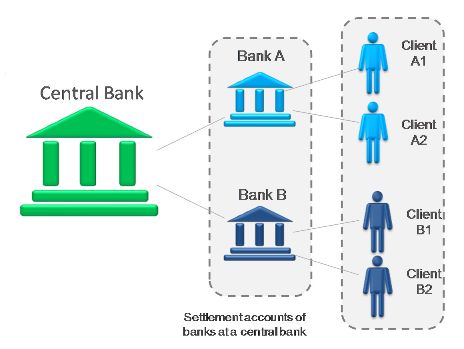 Central Bank
Bank A
Client
A1
Client
A2
Bank B
Client
B1
Client
B2
Settlement accounts of
banks at a central bank